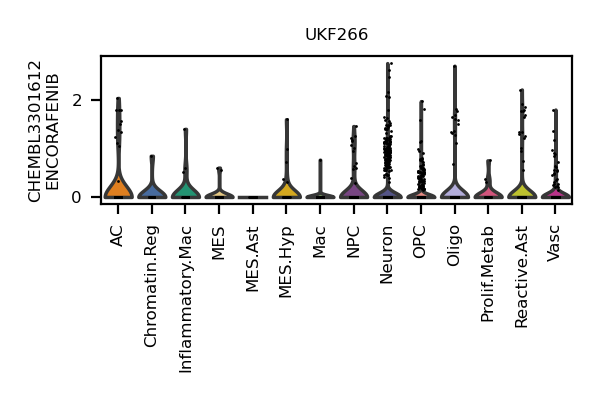 UKF266
CHEMBL3301612
ENCORAFENIB
2
0
AC
Chromatin.Reg
Inflammatory.Mac
MES
MES.Ast
MES.Hyp
Mac
NPC
Neuron
OPC
Oligo
Prolif.Metab
Reactive.Ast
Vasc